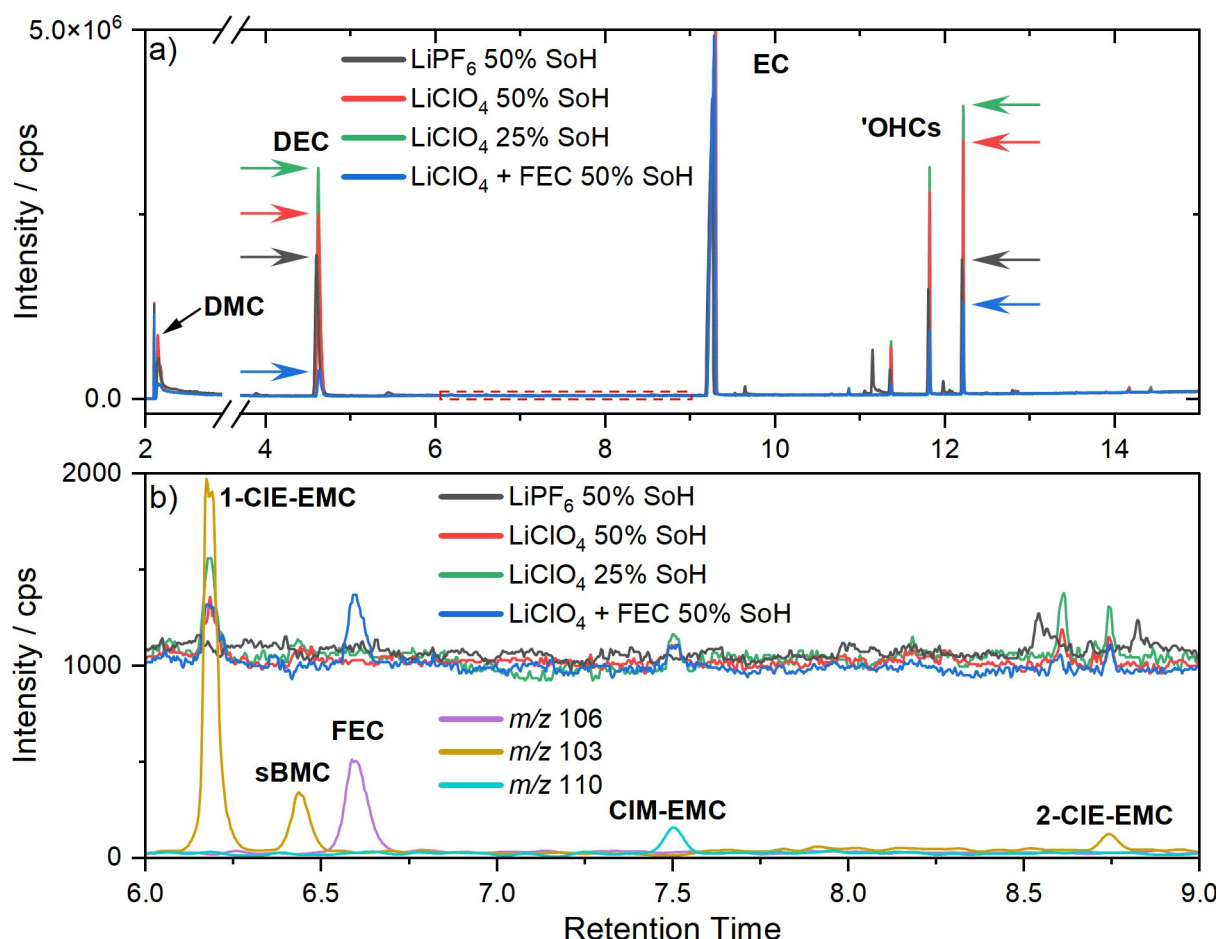 5.0×10⁶
a)
LiPF₆ 50% SoH
EC
LiClO₄ 50% SoH
LiClO₄ 25% SoH
'OHCs
DEC
LiClO₄ + FEC 50% SoH
DMC
Intensity / cps
0.0
2 4 6 8 10 12 14
2000
b)
1-ClE-EMC
LiPF₆ 50% SoH
LiClO₄ 50% SoH
LiClO₄ 25% SoH
LiClO₄ + FEC 50% SoH
1000
Intensity / cps
m/z 106
FEC
m/z 103
sBMC
m/z 110
ClM-EMC
2-ClE-EMC
0
6.0 6.5 7.0 7.5 8.0 8.5 9.0
Retention Time